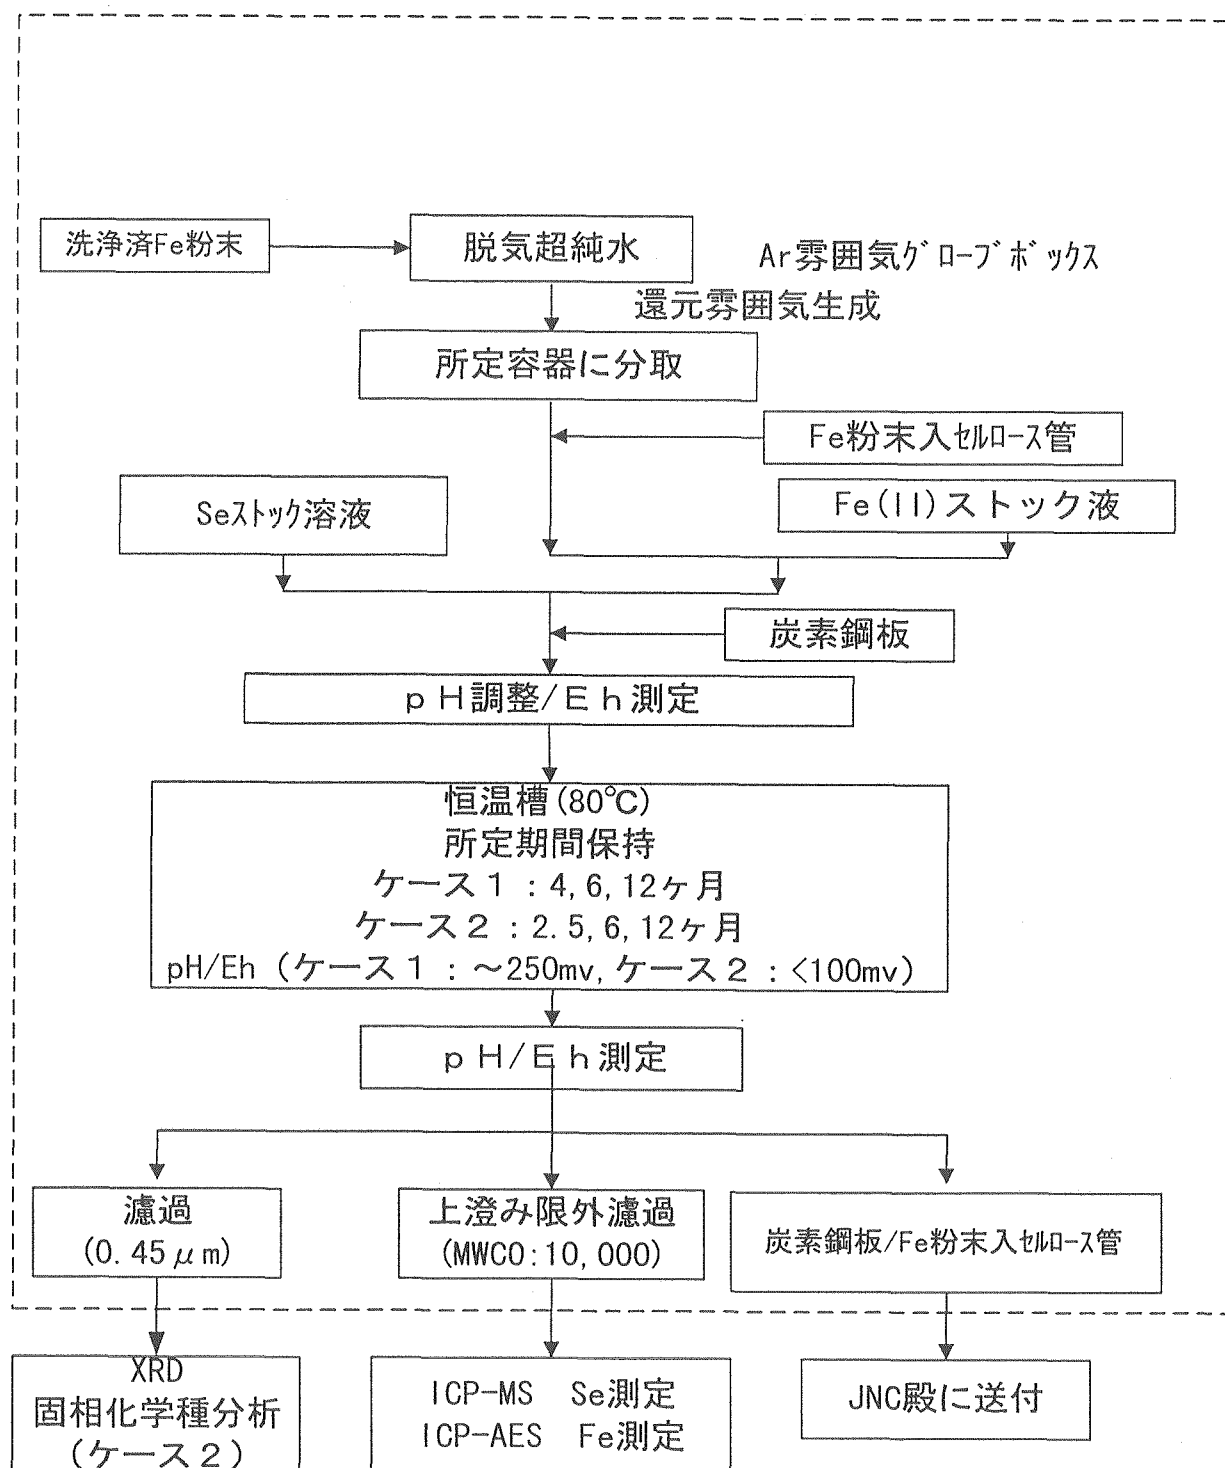 洗浄済Fe粉末
脱気超純水
Ar雰囲気ｸﾞﾛｰﾌﾞﾎﾞｯｸｽ
還元雰囲気生成
所定容器に分取
Fe粉末入ｾﾙﾛｰｽ管
Seｽﾄｯｸ溶液
Fe(II)ストック液
炭素鋼板
ｐH調整/Ｅｈ測定
恒温槽(80℃)
所定期間保持
ケース１：4,6,12ヶ月
ケース２：2.5,6,12ヶ月
pH/Eh（ケース１：～250mv,ケース２：<100mv）
ｐH/Ｅｈ測定
濾過
(0.45μm)
上澄み限外濾過
(MWCO:10,000)
炭素鋼板/Fe粉末入ｾﾙﾛｰｽ管
XRD
固相化学種分析
（ケース２）
ICP-MS　Se測定
ICP-AES　Fe測定
JNC殿に送付